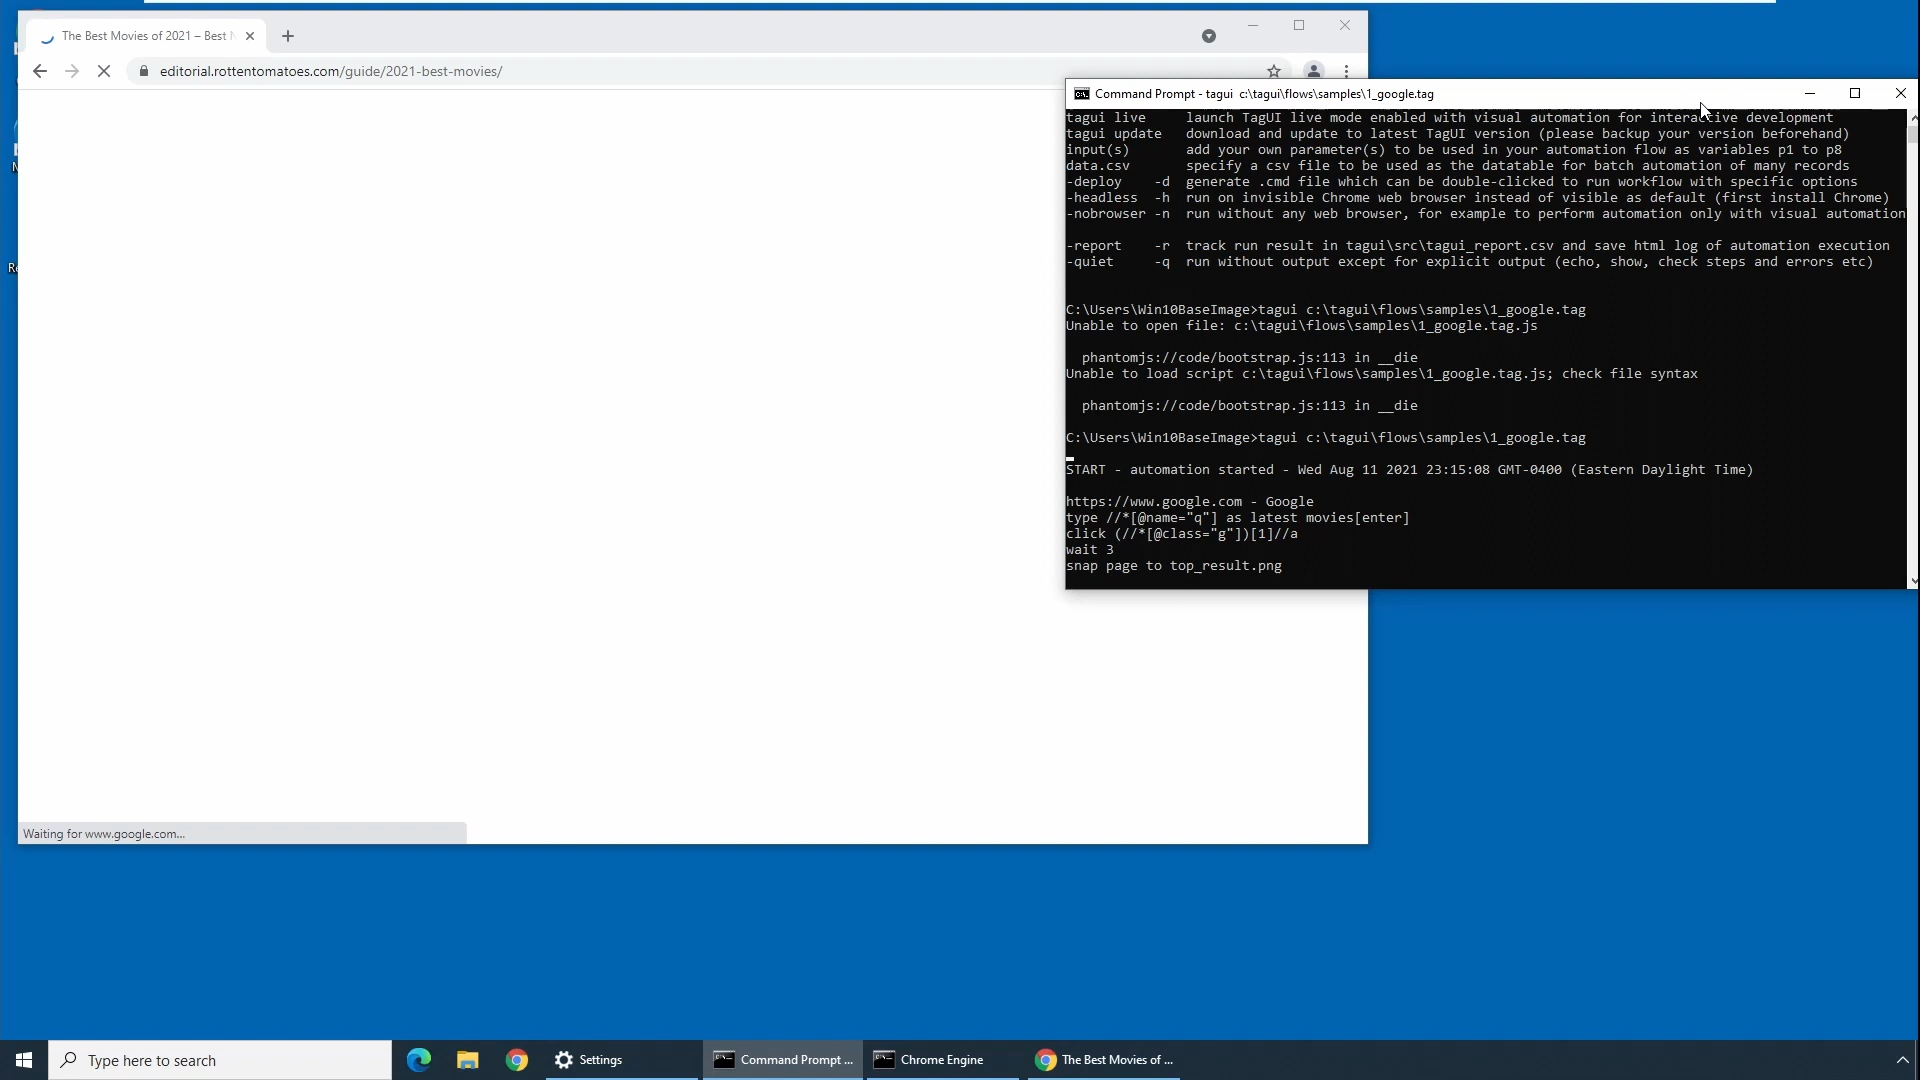 The Best Movies of 2021 – Best
editorial.rottentomatoes.com/guide/2021-best-movies/
Waiting for www.google.com...
Command Prompt - tagui c:\tagui\flows\samples\1_google.tag
tagui live launch TagUI live mode enabled with visual automation for interactive development
tagui update download and update to latest TagUI version (please backup your version beforehand)
input(s) add your own parameter(s) to be used in your automation flow as variables p1 to p8
data.csv specify a csv file to be used as the datatable for batch automation of many records
-deploy -d generate .cmd file which can be double-clicked to run workflow with specific options
-headless -h run on invisible Chrome web browser instead of visible as default (first install Chrome)
-nobrowser -n run without any web browser, for example to perform automation only with visual automation
-report -r track run result in tagui\src\tagui_report.csv and save html log of automation execution
-quiet -q run without output except for explicit output (echo, show, check steps and errors etc)
C:\Users\Win10BaseImage>tagui c:\tagui\flows\samples\1_google.tag
Unable to open file: c:\tagui\flows\samples\1_google.tag.js
phantomjs://code/bootstrap.js:113 in __die
Unable to load script c:\tagui\flows\samples\1_google.tag.js; check file syntax
phantomjs://code/bootstrap.js:113 in __die
C:\Users\Win10BaseImage>tagui c:\tagui\flows\samples\1_google.tag
START - automation started - Wed Aug 11 2021 23:15:08 GMT-0400 (Eastern Daylight Time)
https://www.google.com - Google
type //*[@name="q"] as latest movies[enter]
click (//*[@class="g"])[1]//a
wait 3
snap page to top_result.png
Type here to search
Settings
Command Prompt ...
Chrome Engine
The Best Movies of ...